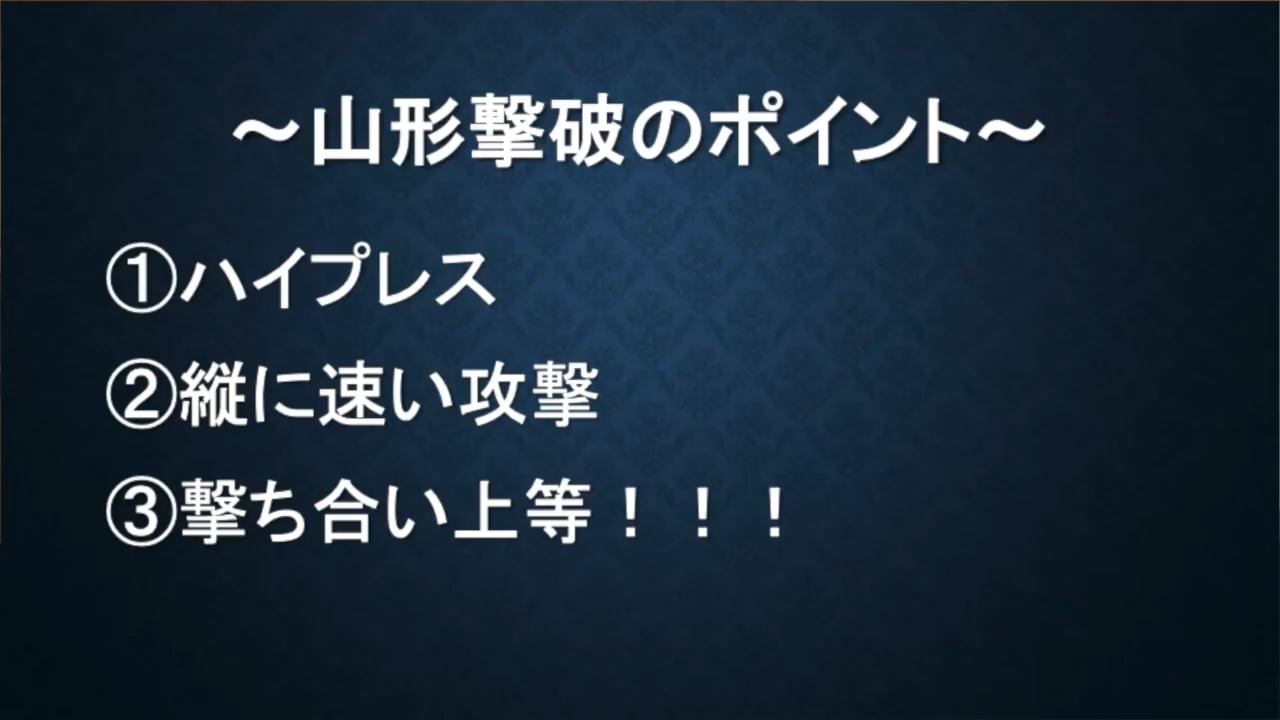 ～山形撃破のポイント～
①ハイプレス
②縦に速い攻撃
③撃ち合い上等！！！